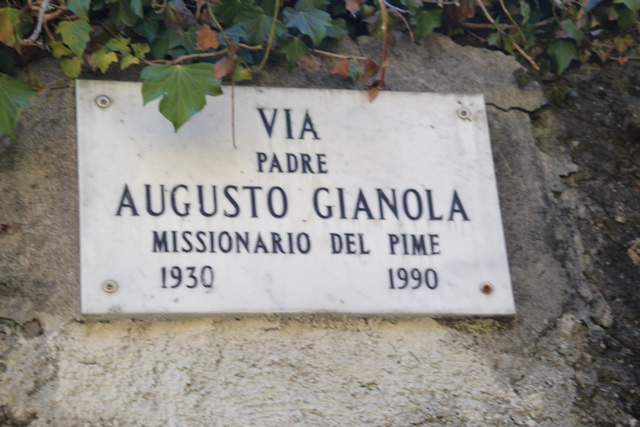 VIA
PADRE
AUGUSTO GIANOLA
MISSIONARIO DEL PIME
1930 1990